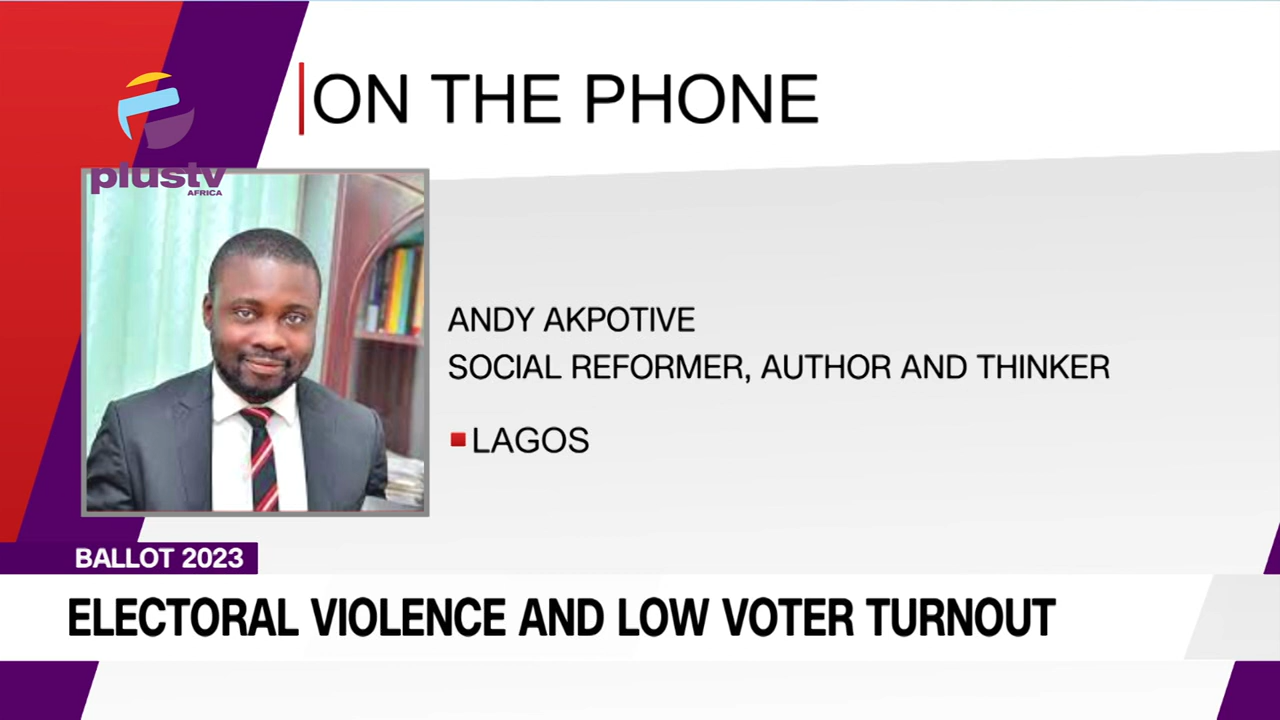 ON THE PHONE
plustv
AFRICA
ANDY AKPOTIVE
SOCIAL REFORMER, AUTHOR AND THINKER
LAGOS
BALLOT 2023
ELECTORAL VIOLENCE AND LOW VOTER TURNOUT